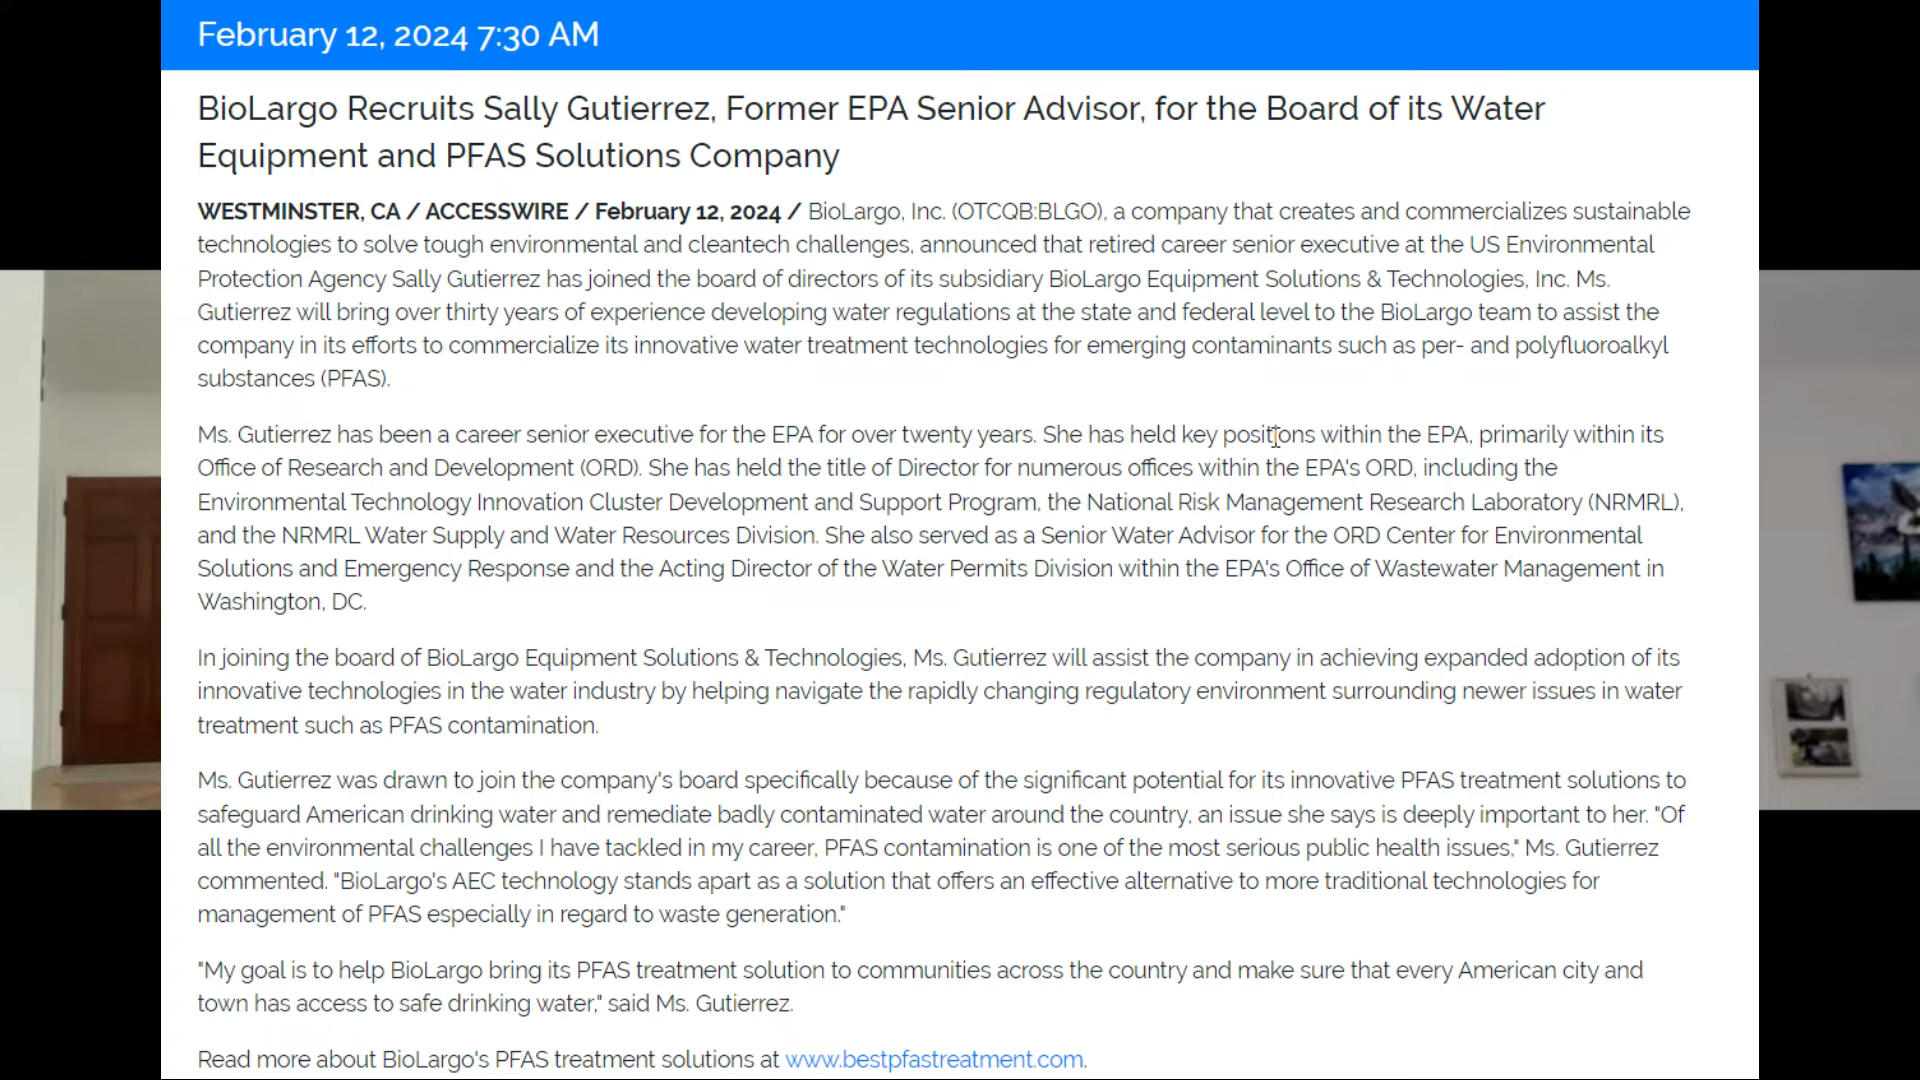 February 12, 2024 7:30 AM
BioLargo Recruits Sally Gutierrez, Former EPA Senior Advisor, for the Board of its Water
Equipment and PFAS Solutions Company
WESTMINSTER, CA / ACCESSWIRE / February 12, 2024 / BioLargo, Inc. (OTCQB:BLGO), a company that creates and commercializes sustainable
technologies to solve tough environmental and cleantech challenges, announced that retired career senior executive at the US Environmental
Protection Agency Sally Gutierrez has joined the board of directors of its subsidiary BioLargo Equipment Solutions & Technologies, Inc. Ms.
Gutierrez will bring over thirty years of experience developing water regulations at the state and federal level to the BioLargo team to assist the
company in its efforts to commercialize its innovative water treatment technologies for emerging contaminants such as per- and polyfluoroalkyl
substances (PFAS).
Ms. Gutierrez has been a career senior executive for the EPA for over twenty years. She has held key positions within the EPA, primarily within its
Office of Research and Development (ORD). She has held the title of Director for numerous offices within the EPA's ORD, including the
Environmental Technology Innovation Cluster Development and Support Program, the National Risk Management Research Laboratory (NRMRL),
and the NRMRL Water Supply and Water Resources Division. She also served as a Senior Water Advisor for the ORD Center for Environmental
Solutions and Emergency Response and the Acting Director of the Water Permits Division within the EPA's Office of Wastewater Management in
Washington, DC.
In joining the board of BioLargo Equipment Solutions & Technologies, Ms. Gutierrez will assist the company in achieving expanded adoption of its
innovative technologies in the water industry by helping navigate the rapidly changing regulatory environment surrounding newer issues in water
treatment such as PFAS contamination.
Ms. Gutierrez was drawn to join the company's board specifically because of the significant potential for its innovative PFAS treatment solutions to
safeguard American drinking water and remediate badly contaminated water around the country, an issue she says is deeply important to her. "Of
all the environmental challenges I have tackled in my career, PFAS contamination is one of the most serious public health issues," Ms. Gutierrez
commented. "BioLargo's AEC technology stands apart as a solution that offers an effective alternative to more traditional technologies for
management of PFAS especially in regard to waste generation."
"My goal is to help BioLargo bring its PFAS treatment solution to communities across the country and make sure that every American city and
town has access to safe drinking water," said Ms. Gutierrez.
Read more about BioLargo's PFAS treatment solutions at www.bestpfastreatment.com.